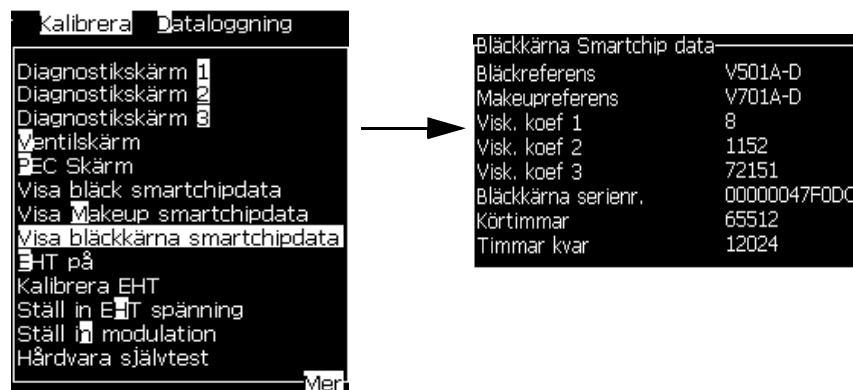 Kalibrera Dataloggning
Diagnostikskärm 1
Diagnostikskärm 2
Diagnostikskärm 3
Ventilskärm
PEC Skärm
Visa bläck smartchipdata
Visa Makeup smartchipdata
Visa bläckkärna smartchipdata
EHT på
Kalibrera EHT
Ställ in EHT spänning
Ställ in modulation
Hårdvara självtest
Mer
Bläckkärna Smartchip data
Bläckreferens V501A-D
Makeupreferens V701A-D
Visk. koef 1 8
Visk. koef 2 1152
Visk. koef 3 72151
Bläckkärna serienr. 00000047F0DC
Körtimmar 65512
Timmar kvar 12024